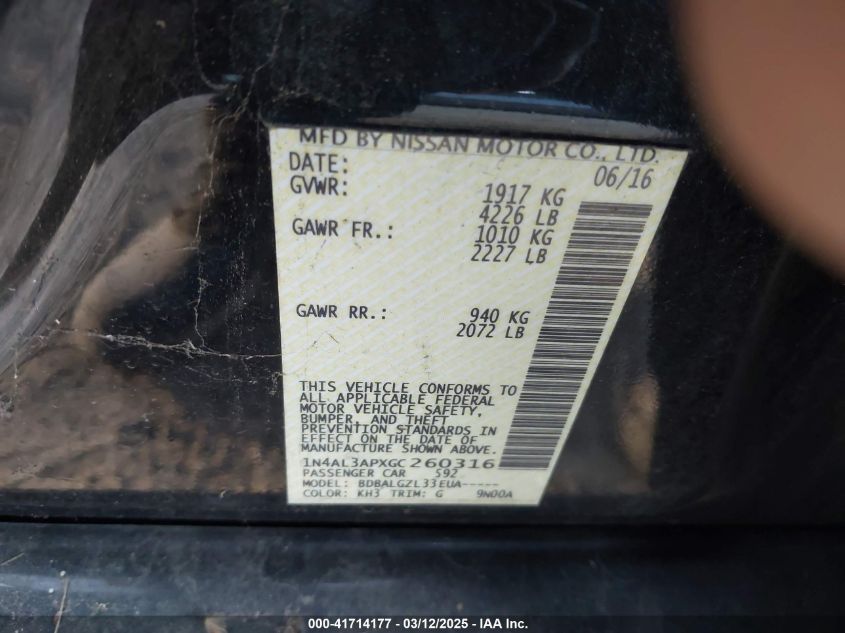 MFD BY NISSAN MOTOR CO., LTD.
DATE: 06/16
GVWR: 1917 KG
4226 LB
GAWR FR.: 1010 KG
2227 LB
GAWR RR.: 940 KG
2072 LB
THIS VEHICLE CONFORMS TO
ALL APPLICABLE FEDERAL
MOTOR VEHICLE SAFETY,
BUMPER, AND THEFT
PREVENTION STANDARDS IN
EFFECT ON THE DATE OF
MANUFACTURE SHOWN ABOVE.
1N4AL3APXGC260316
PASSENGER CAR 592
MODEL: BDBALGZL33EUA-----
COLOR: KH3 TRIM: G 9N00A
000-41714177 - 03/12/2025 - IAA Inc.